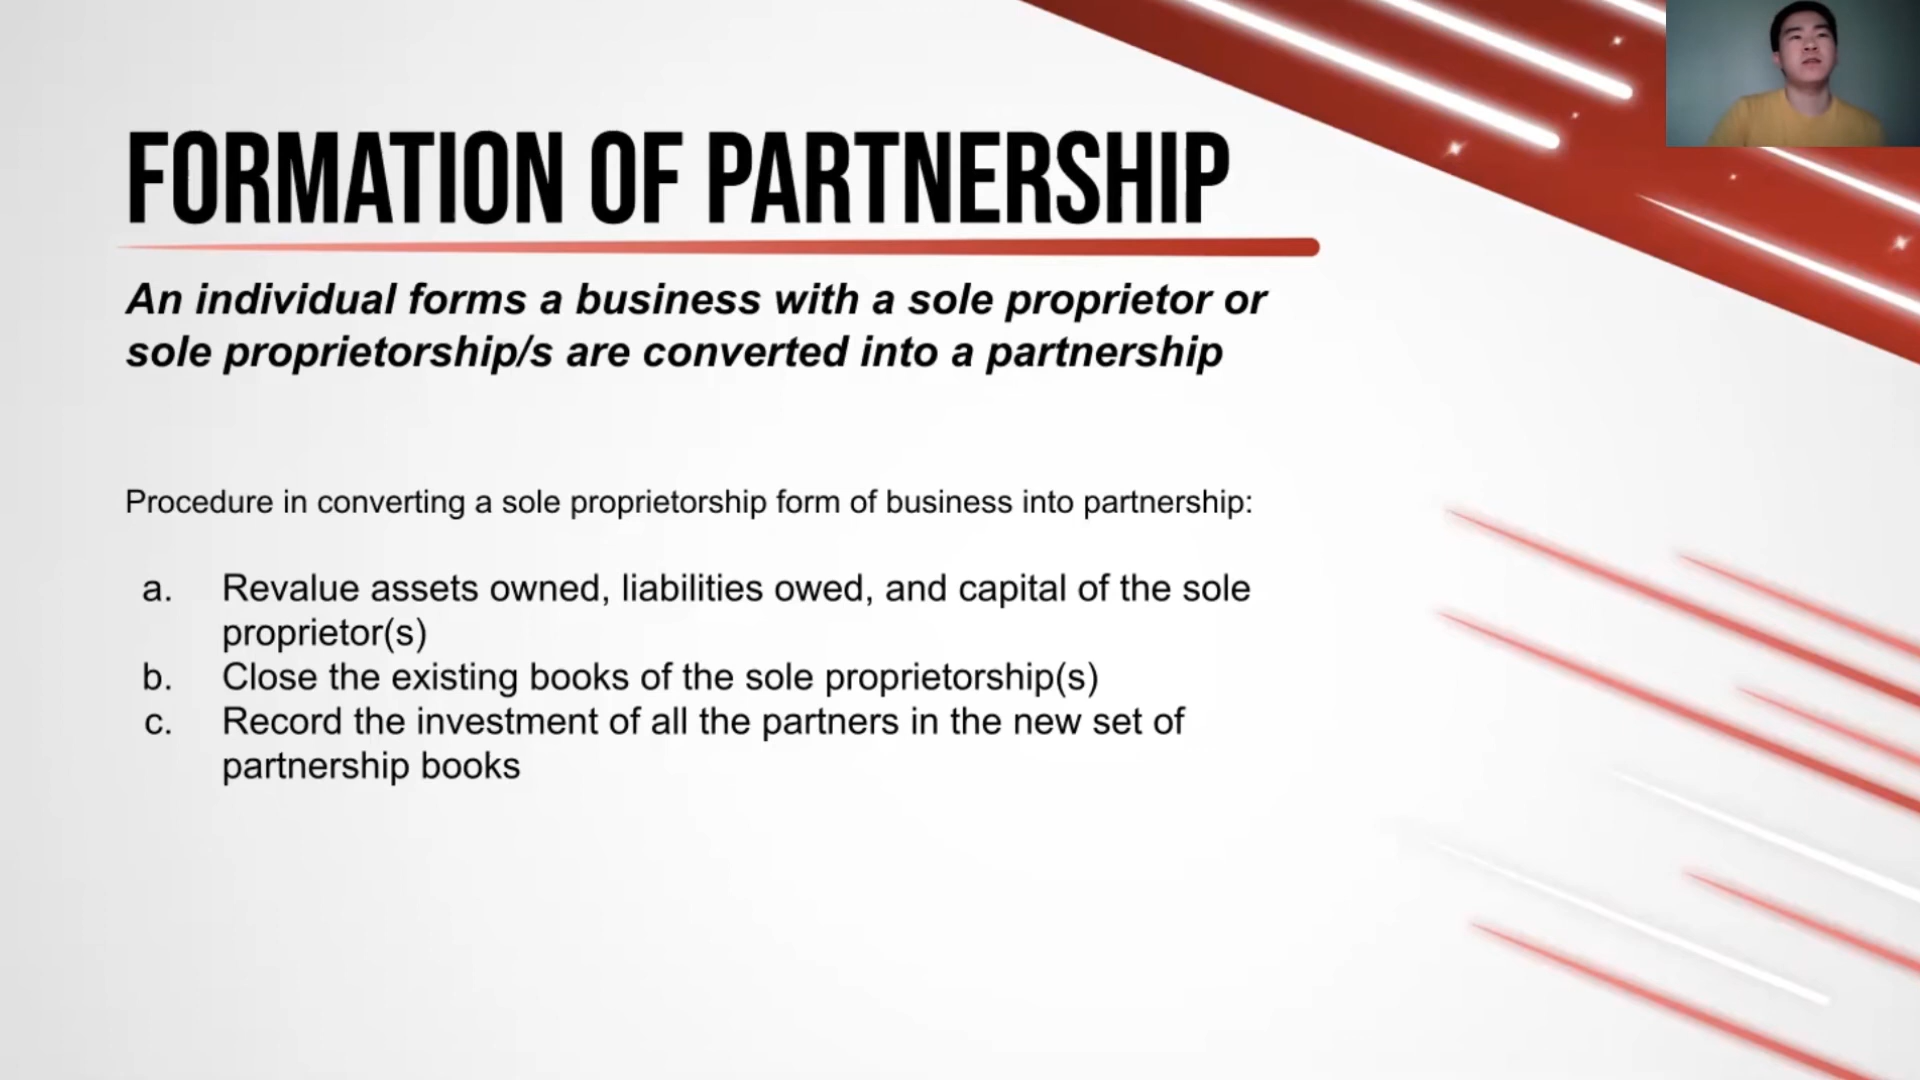 FORMATION OF PARTNERSHIP
An individual forms a business with a sole proprietor or
sole proprietorship/s are converted into a partnership
Procedure in converting a sole proprietorship form of business into partnership:
a. Revalue assets owned, liabilities owed, and capital of the sole
proprietor(s)
b. Close the existing books of the sole proprietorship(s)
c. Record the investment of all the partners in the new set of
partnership books